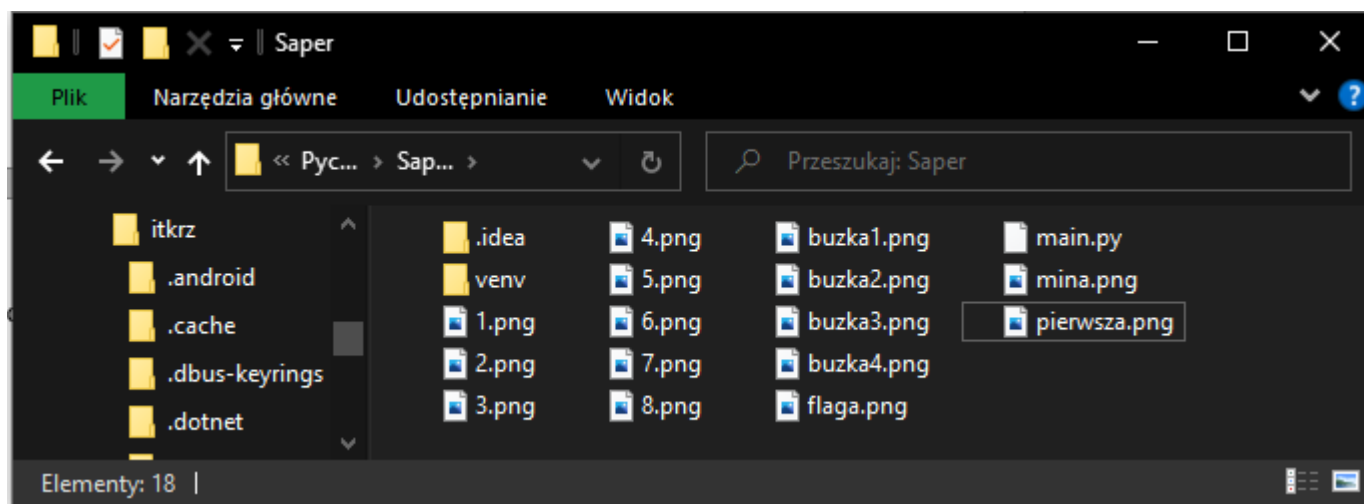 Saper
Plik Narzędzia główne Udostępnianie Widok
« Pyc... > Sap... > Przeszukaj: Saper
itkrz
.android
.cache
.dbus-keyrings
.dotnet
.idea 4.png buzka1.png main.py
venv 5.png buzka2.png mina.png
1.png 6.png buzka3.png pierwsza.png
2.png 7.png buzka4.png
3.png 8.png flaga.png
Elementy: 18